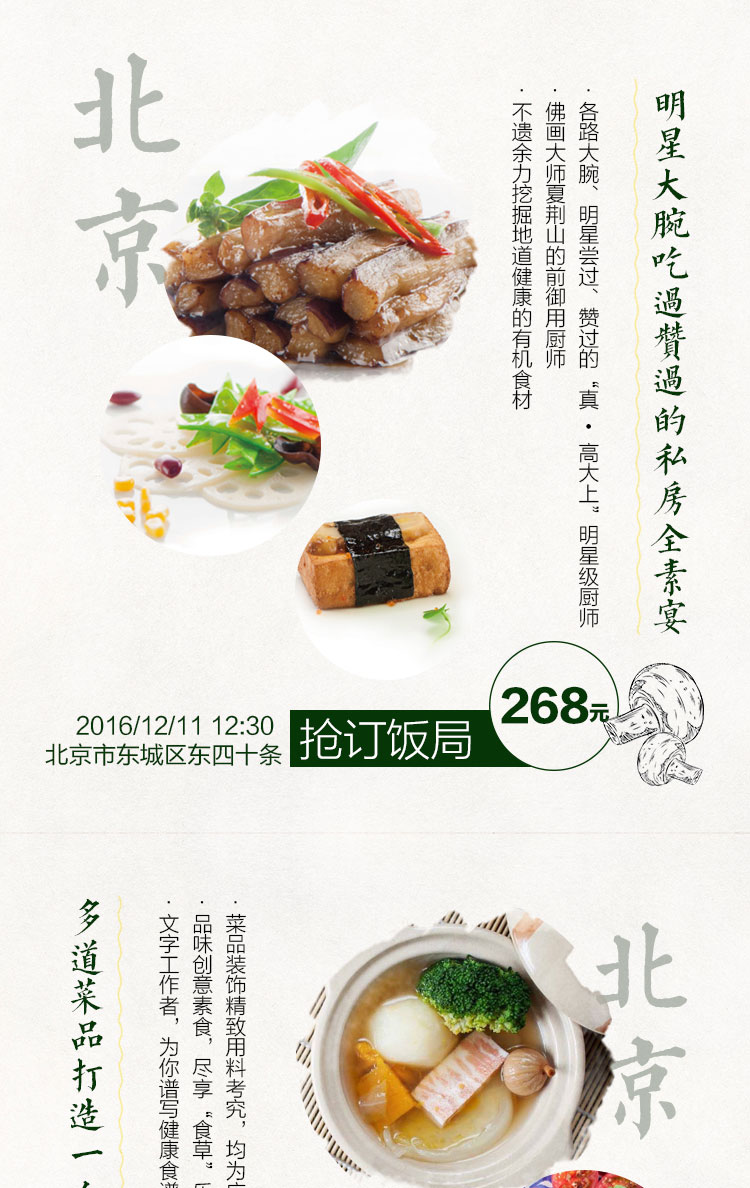 北京
明星大腕吃過贊過的私房全素宴
· 各路大腕、明星尝过、赞过的“真·高大上”明星级厨师
· 佛画大师夏荆山的前御用厨师
· 不遗余力挖掘地道健康的有机食材
2016/12/11 12:30
北京市东城区东四十条
抢订饭局
268元
北京
· 菜品装饰精致用料考究，均为
· 品味创意素食，尽享“食草”
· 文字工作者，为你谱写健康食谱
多道菜品打造一